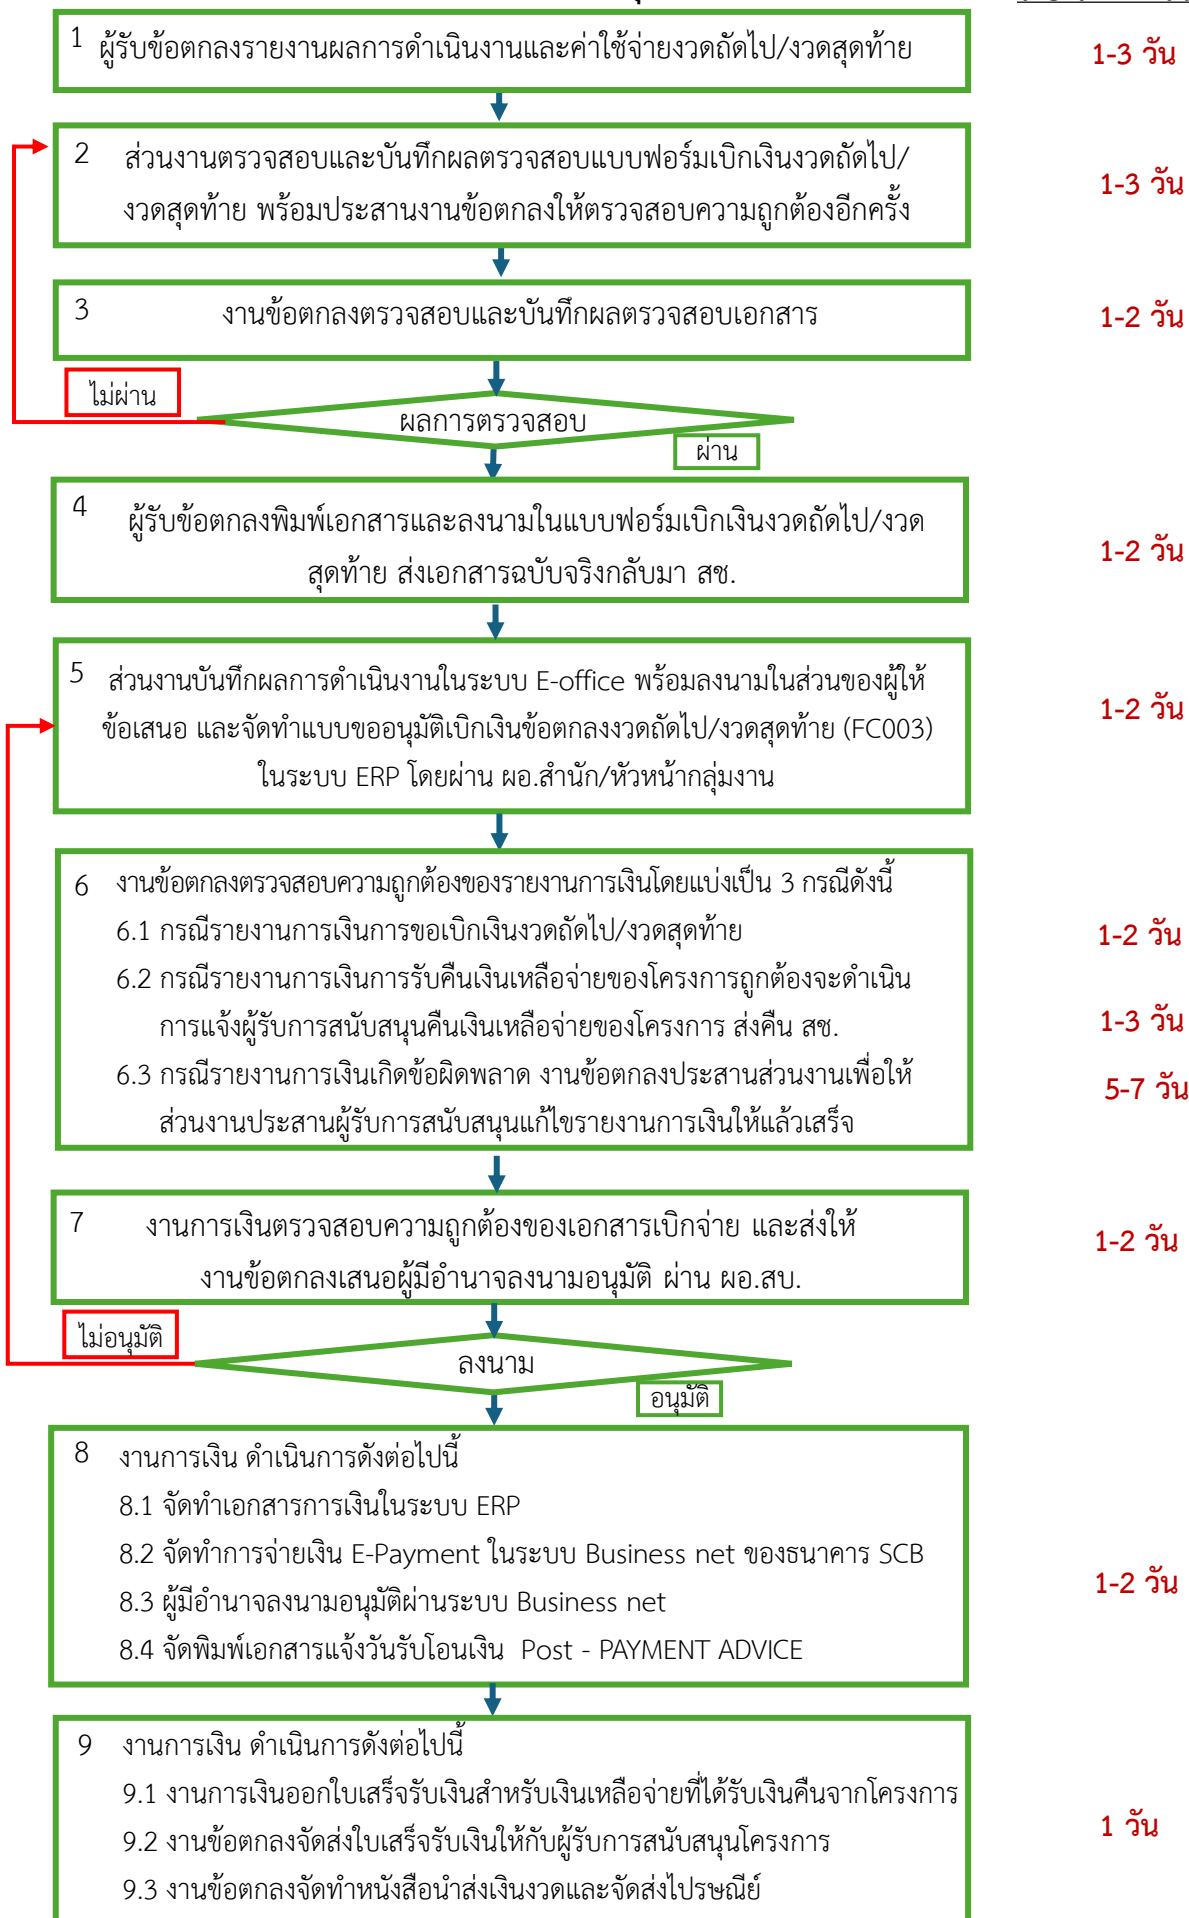 1 ผู้รับข้อตกลงรายงานผลการดำเนินงานและค่าใช้จ่ายงวดถัดไป/งวดสุดท้าย
1-3 วัน
2 ส่วนงานตรวจสอบและบันทึกผลตรวจสอบแบบฟอร์มเบิกเงินงวดถัดไป/
งวดสุดท้าย พร้อมประสานงานข้อตกลงให้ตรวจสอบความถูกต้องอีกครั้ง
1-3 วัน
3 งานข้อตกลงตรวจสอบและบันทึกผลตรวจสอบเอกสาร
1-2 วัน
ไม่ผ่าน
ผลการตรวจสอบ
ผ่าน
4 ผู้รับข้อตกลงพิมพ์เอกสารและลงนามในแบบฟอร์มเบิกเงินงวดถัดไป/งวด
สุดท้าย ส่งเอกสารฉบับจริงกลับมา สช.
1-2 วัน
5 ส่วนงานบันทึกผลการดำเนินงานในระบบ E-office พร้อมลงนามในส่วนของผู้ให้
ข้อเสนอ และจัดทำแบบขออนุมัติเบิกเงินข้อตกลงงวดถัดไป/งวดสุดท้าย (FC003)
ในระบบ ERP โดยผ่าน ผอ.สำนัก/หัวหน้ากลุ่มงาน
1-2 วัน
6 งานข้อตกลงตรวจสอบความถูกต้องของรายงานการเงินโดยแบ่งเป็น 3 กรณีดังนี้
6.1 กรณีรายงานการเงินการขอเบิกเงินงวดถัดไป/งวดสุดท้าย
1-2 วัน
6.2 กรณีรายงานการเงินการรับคืนเงินเหลือจ่ายของโครงการถูกต้องจะดำเนิน
การแจ้งผู้รับการสนับสนุนคืนเงินเหลือจ่ายของโครงการ ส่งคืน สช.
1-3 วัน
6.3 กรณีรายงานการเงินเกิดข้อผิดพลาด งานข้อตกลงประสานส่วนงานเพื่อให้
ส่วนงานประสานผู้รับการสนับสนุนแก้ไขรายงานการเงินให้แล้วเสร็จ
5-7 วัน
7 งานการเงินตรวจสอบความถูกต้องของเอกสารเบิกจ่าย และส่งให้
งานข้อตกลงเสนอผู้มีอำนาจลงนามอนุมัติ ผ่าน ผอ.สบ.
1-2 วัน
ไม่อนุมัติ
ลงนาม
อนุมัติ
8 งานการเงิน ดำเนินการดังต่อไปนี้
8.1 จัดทำเอกสารการเงินในระบบ ERP
8.2 จัดทำการจ่ายเงิน E-Payment ในระบบ Business net ของธนาคาร SCB
8.3 ผู้มีอำนาจลงนามอนุมัติผ่านระบบ Business net
8.4 จัดพิมพ์เอกสารแจ้งวันรับโอนเงิน Post - PAYMENT ADVICE
1-2 วัน
9 งานการเงิน ดำเนินการดังต่อไปนี้
9.1 งานการเงินออกใบเสร็จรับเงินสำหรับเงินเหลือจ่ายที่ได้รับเงินคืนจากโครงการ
9.2 งานข้อตกลงจัดส่งใบเสร็จรับเงินให้กับผู้รับการสนับสนุนโครงการ
9.3 งานข้อตกลงจัดทำหนังสือนำส่งเงินงวดและจัดส่งไปรษณีย์
1 วัน